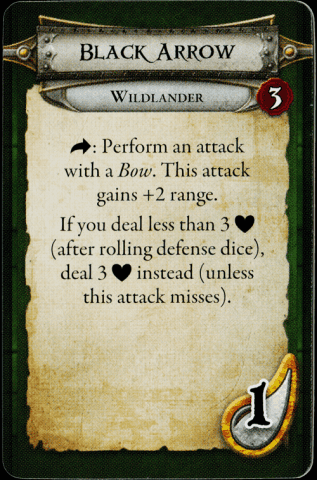 BLACK ARROW
WILDLANDER
3
: Perform an attack
with a Bow. This attack
gains +2 range.
If you deal less than 3 ♥
(after rolling defense dice),
deal 3 ♥ instead (unless
this attack misses).
1